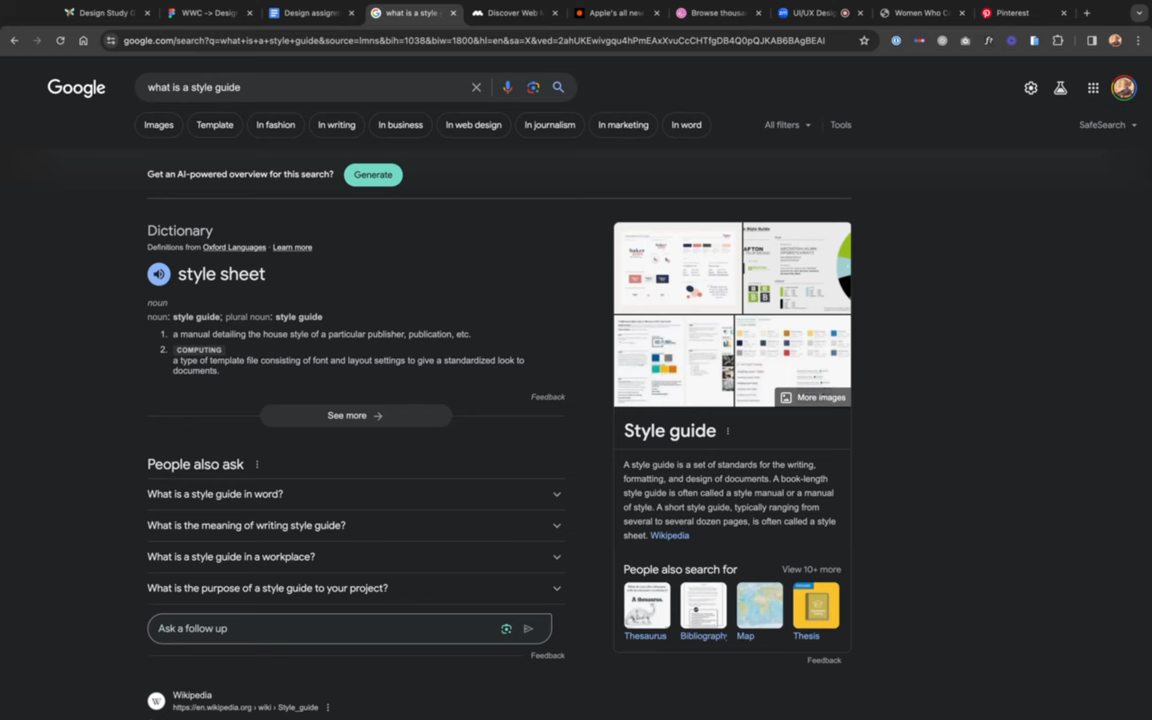 Design Study G
WWC -> Desig
Design assignm
what is a style
Discover Web
Apple's all new
Browse thousa
UI/UX Desi
Women Who C
Pinterest
google.com/search?q=what+is+a+style+guide&source=lmns&bih=1038&biw=1800&hl=en&sa=X&ved=2ahUKEwivgqu4hPmEAxXvuCcCHTfgDB4Q0pQJKAB6BAgBEAI
Google
what is a style guide
Images
Template
In fashion
In writing
In business
In web design
In journalism
In marketing
In word
All filters
Tools
SafeSearch
Get an AI-powered overview for this search?
Generate
Dictionary
Definitions from Oxford Languages · Learn more
style sheet
noun
noun: style guide; plural noun: style guide
1. a manual detailing the house style of a particular publisher, publication, etc.
2. COMPUTING
a type of template file consisting of font and layout settings to give a standardized look to
documents.
Feedback
See more
People also ask
What is a style guide in word?
What is the meaning of writing style guide?
What is a style guide in a workplace?
What is the purpose of a style guide to your project?
Ask a follow up
Feedback
Wikipedia
https://en.wikipedia.org › wiki › Style_guide
More images
Style guide
A style guide is a set of standards for the writing,
formatting, and design of documents. A book-length
style guide is often called a style manual or a manual
of style. A short style guide, typically ranging from
several to several dozen pages, is often called a style
sheet. Wikipedia
People also search for
View 10+ more
Thesaurus
Bibliography
Map
Thesis
Feedback